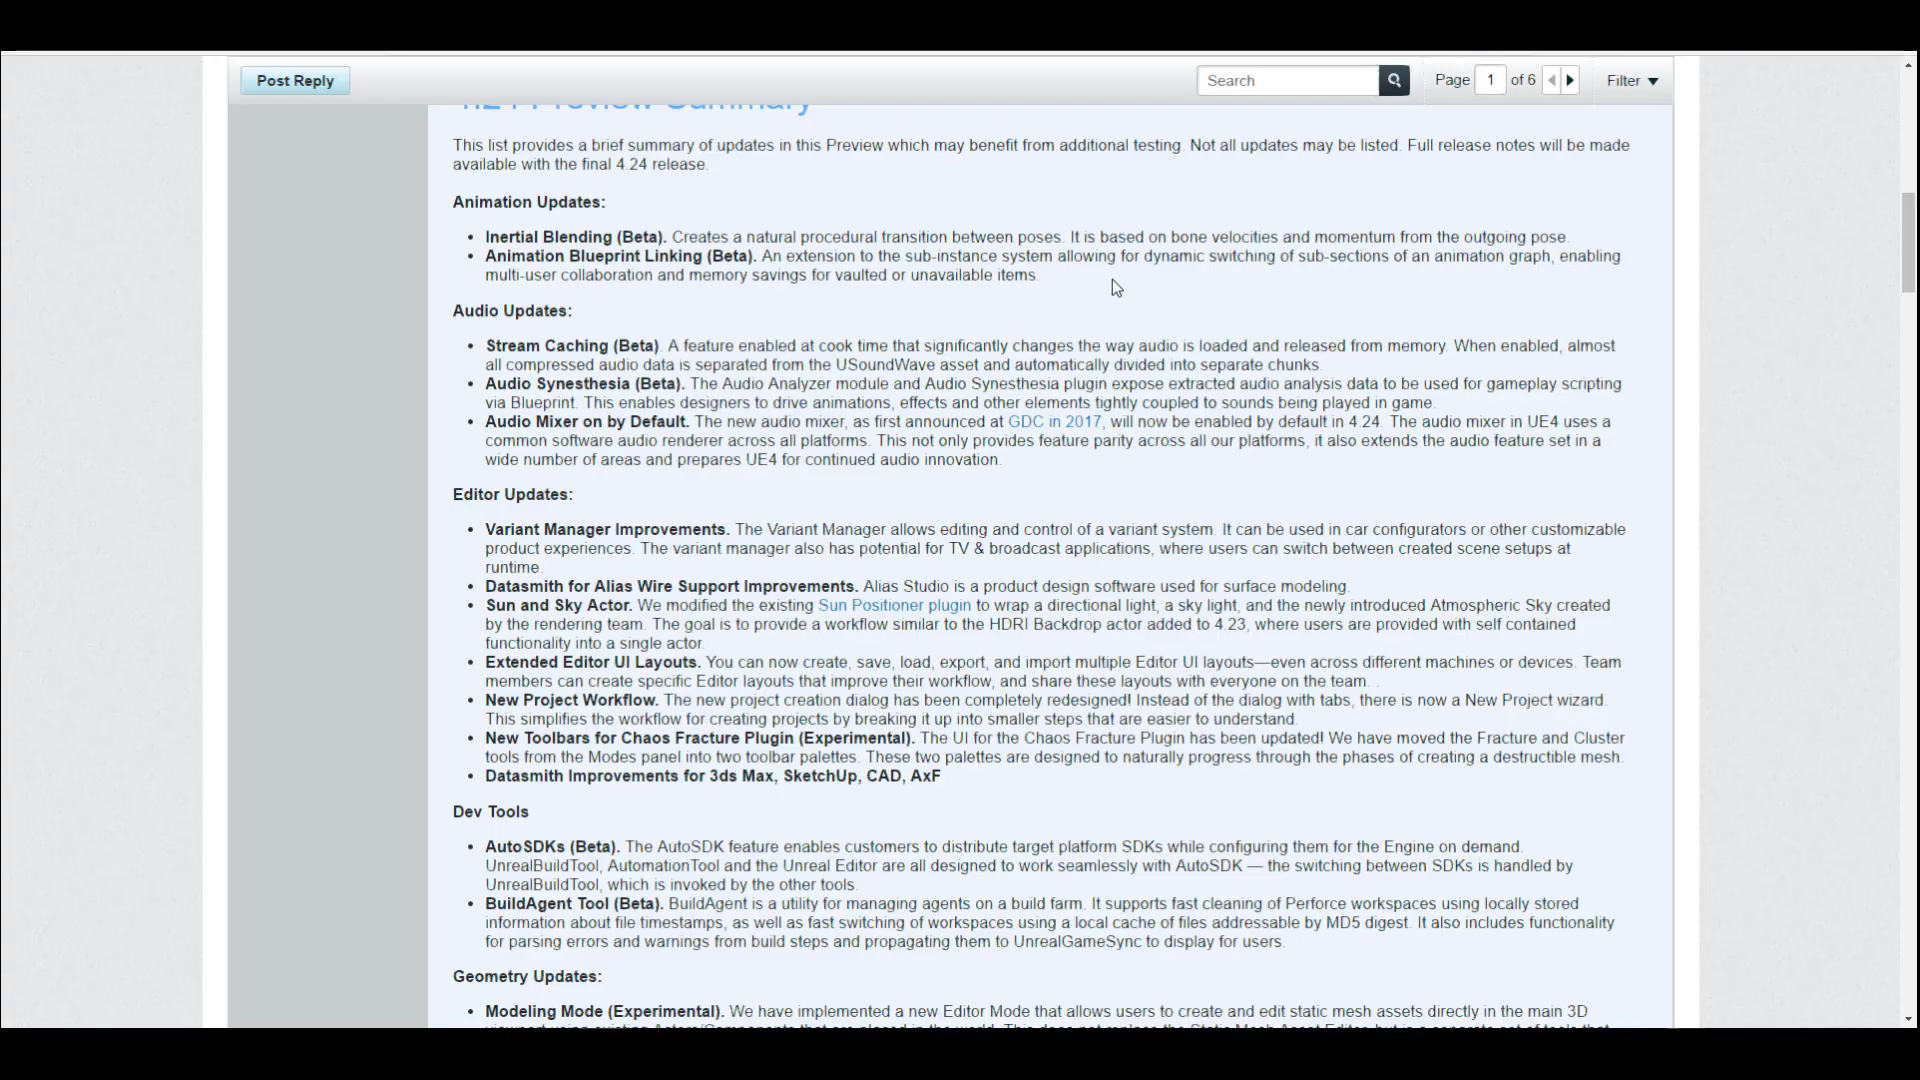 Post Reply
Search
Page 1 of 6
Filter
4.24 Preview Summary
This list provides a brief summary of updates in this Preview which may benefit from additional testing. Not all updates may be listed. Full release notes will be made
available with the final 4.24 release.
Animation Updates:
• Inertial Blending (Beta). Creates a natural procedural transition between poses. It is based on bone velocities and momentum from the outgoing pose.
• Animation Blueprint Linking (Beta). An extension to the sub-instance system allowing for dynamic switching of sub-sections of an animation graph, enabling
multi-user collaboration and memory savings for vaulted or unavailable items.
Audio Updates:
• Stream Caching (Beta). A feature enabled at cook time that significantly changes the way audio is loaded and released from memory. When enabled, almost
all compressed audio data is separated from the USoundWave asset and automatically divided into separate chunks.
• Audio Synesthesia (Beta). The Audio Analyzer module and Audio Synesthesia plugin expose extracted audio analysis data to be used for gameplay scripting
via Blueprint. This enables designers to drive animations, effects and other elements tightly coupled to sounds being played in game.
• Audio Mixer on by Default. The new audio mixer, as first announced at GDC in 2017, will now be enabled by default in 4.24. The audio mixer in UE4 uses a
common software audio renderer across all platforms. This not only provides feature parity across all our platforms, it also extends the audio feature set in a
wide number of areas and prepares UE4 for continued audio innovation.
Editor Updates:
• Variant Manager Improvements. The Variant Manager allows editing and control of a variant system. It can be used in car configurators or other customizable
product experiences. The variant manager also has potential for TV & broadcast applications, where users can switch between created scene setups at
runtime.
• Datasmith for Alias Wire Support Improvements. Alias Studio is a product design software used for surface modeling.
• Sun and Sky Actor. We modified the existing Sun Positioner plugin to wrap a directional light, a sky light, and the newly introduced Atmospheric Sky created
by the rendering team. The goal is to provide a workflow similar to the HDRI Backdrop actor added to 4.23, where users are provided with self contained
functionality into a single actor.
• Extended Editor UI Layouts. You can now create, save, load, export, and import multiple Editor UI layouts—even across different machines or devices. Team
members can create specific Editor layouts that improve their workflow, and share these layouts with everyone on the team. .
• New Project Workflow. The new project creation dialog has been completely redesigned! Instead of the dialog with tabs, there is now a New Project wizard.
This simplifies the workflow for creating projects by breaking it up into smaller steps that are easier to understand.
• New Toolbars for Chaos Fracture Plugin (Experimental). The UI for the Chaos Fracture Plugin has been updated! We have moved the Fracture and Cluster
tools from the Modes panel into two toolbar palettes. These two palettes are designed to naturally progress through the phases of creating a destructible mesh.
• Datasmith Improvements for 3ds Max, SketchUp, CAD, AxF
Dev Tools
• AutoSDKs (Beta). The AutoSDK feature enables customers to distribute target platform SDKs while configuring them for the Engine on demand.
UnrealBuildTool, AutomationTool and the Unreal Editor are all designed to work seamlessly with AutoSDK — the switching between SDKs is handled by
UnrealBuildTool, which is invoked by the other tools.
• BuildAgent Tool (Beta). BuildAgent is a utility for managing agents on a build farm. It supports fast cleaning of Perforce workspaces using locally stored
information about file timestamps, as well as fast switching of workspaces using a local cache of files addressable by MD5 digest. It also includes functionality
for parsing errors and warnings from build steps and propagating them to UnrealGameSync to display for users.
Geometry Updates:
• Modeling Mode (Experimental). We have implemented a new Editor Mode that allows users to create and edit static mesh assets directly in the main 3D